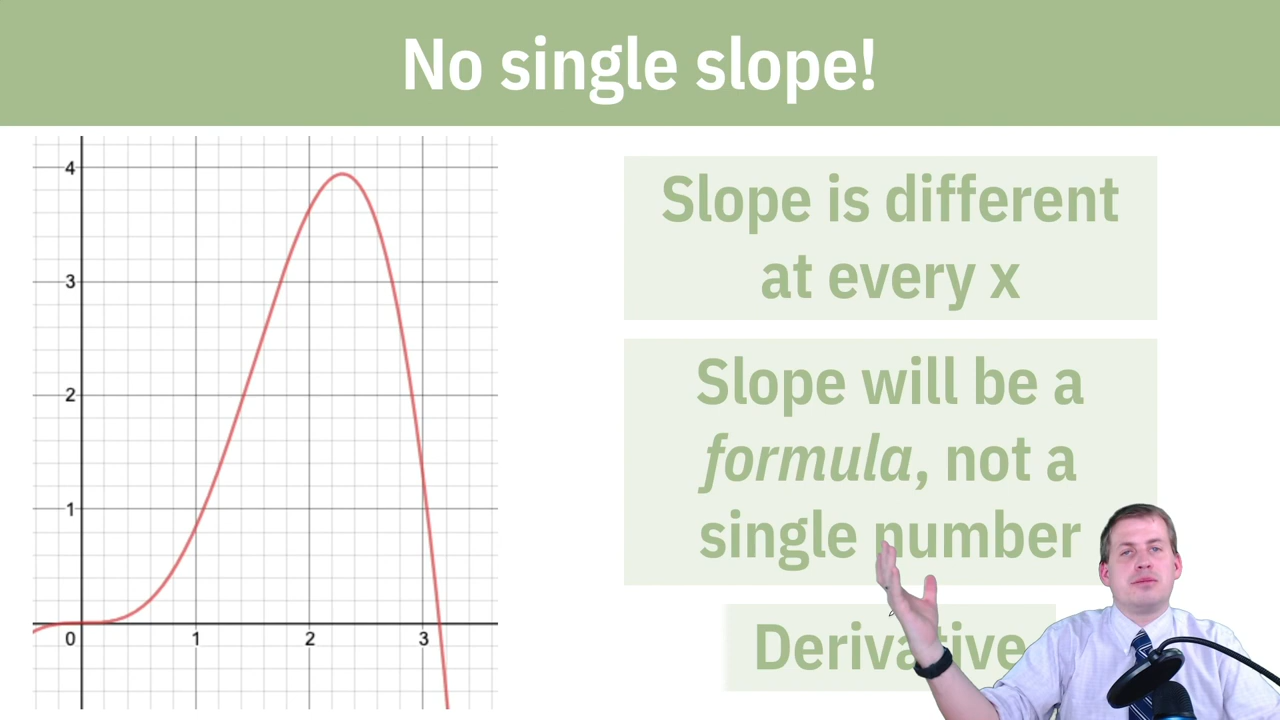 No single slope!
4
3
2
1
0 1 2 3
Slope is different
at every x
Slope will be a
formula, not a
single number
Derivative